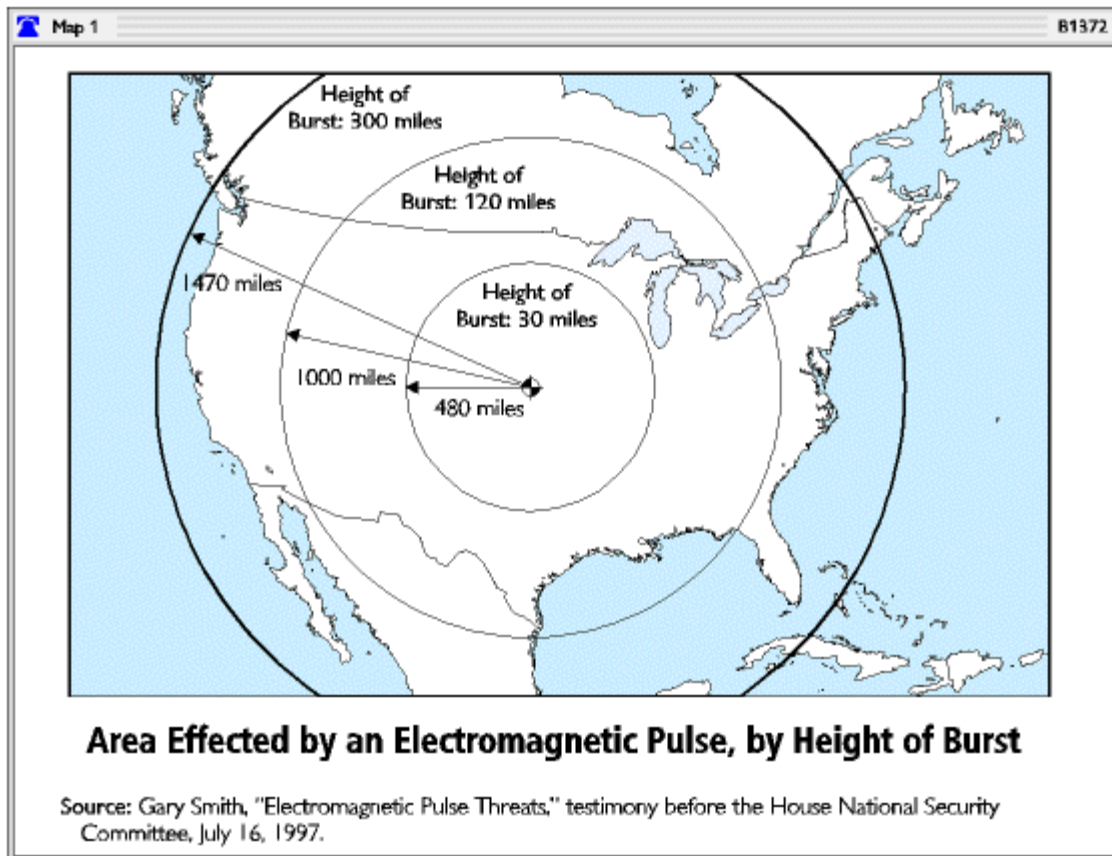 Map 1
B1372
Height of
Burst: 300 miles
Height of
Burst: 120 miles
1470 miles
Height of
Burst: 30 miles
1000 miles
480 miles
Area Effected by an Electromagnetic Pulse, by Height of Burst
Source: Gary Smith, "Electromagnetic Pulse Threats," testimony before the House National Security
Committee, July 16, 1997.